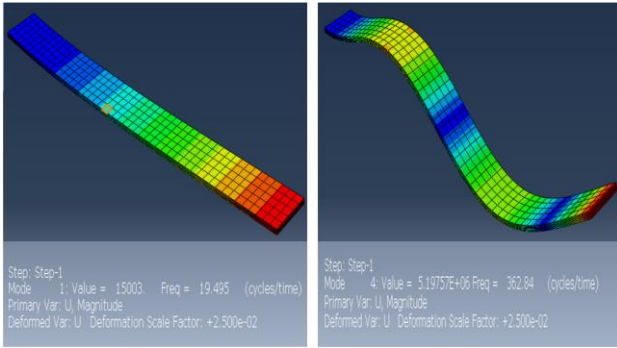 Step: Step-1
Mode 1: Value = 15003. Freq = 19.495 (cycles/time)
Primary Var: U, Magnitude
Deformed Var: U Deformation Scale Factor: +2.500e-02
Step: Step-1
Mode 4: Value = 5.19757E+06 Freq = 362.84 (cycles/time)
Primary Var: U, Magnitude
Deformed Var: U Deformation Scale Factor: +2.500e-02